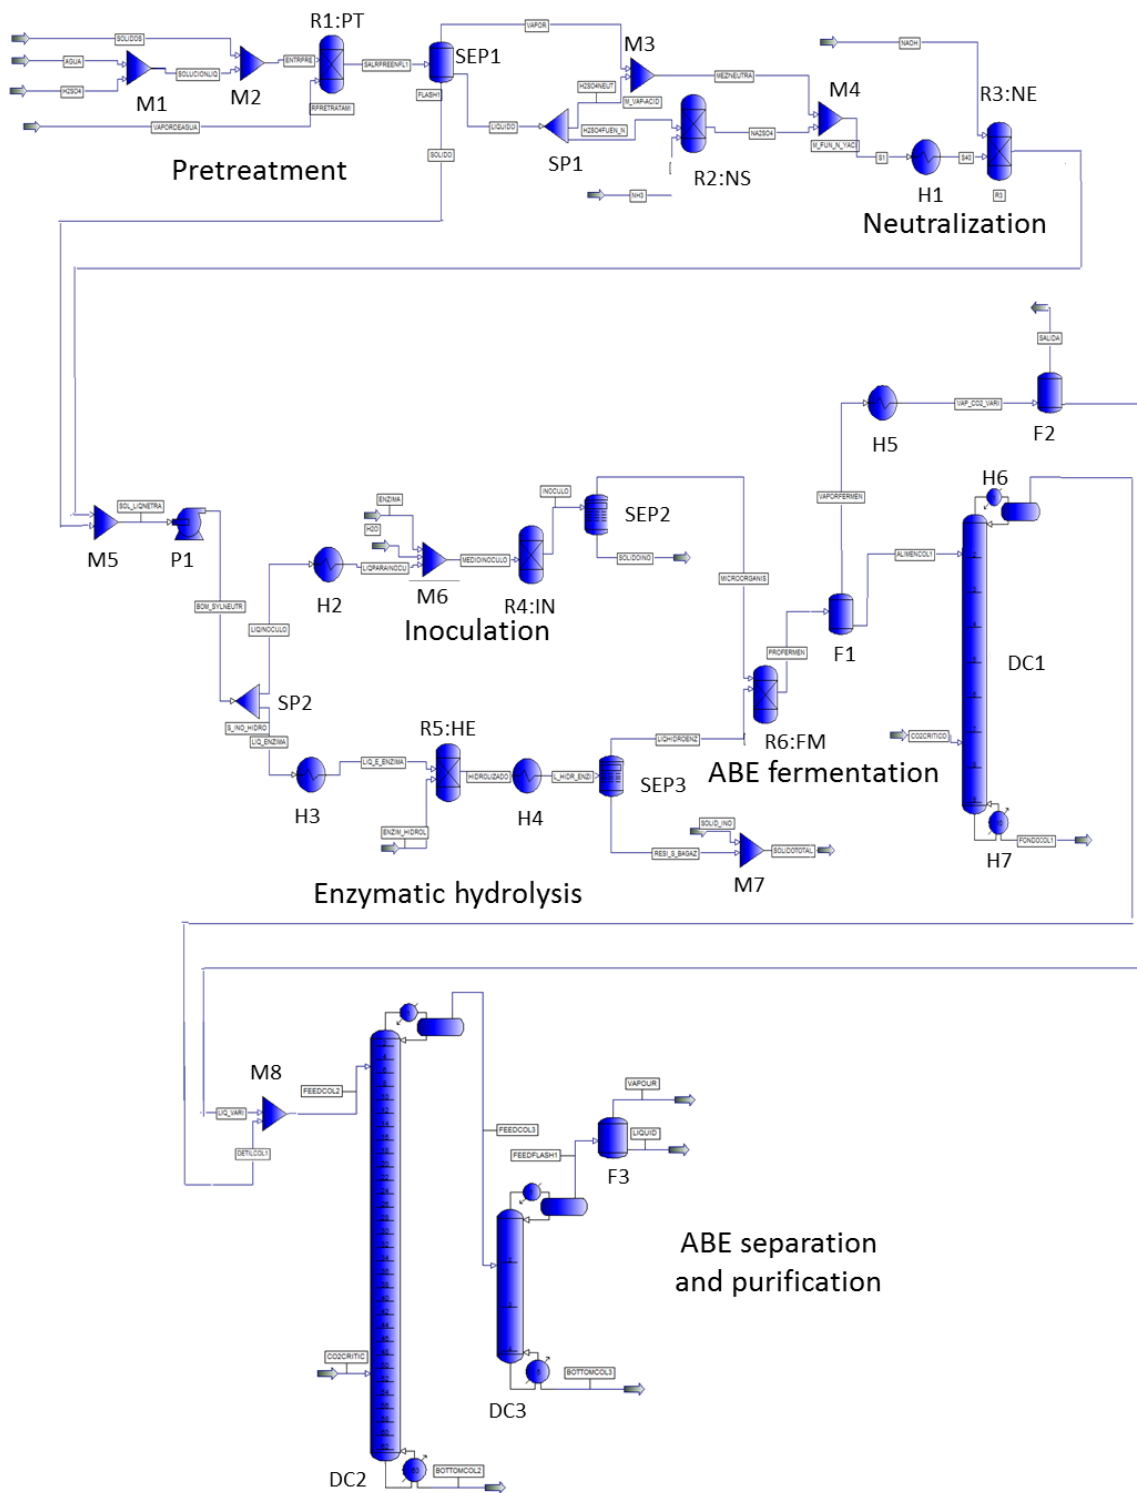 R1:PT
SOLIDOS
AGUA
H2SO4
SOLUCIONLIQ
ENTRPRE
SALRPREENFL1
VAPOR
SEP1
FLASH1
M1
M2
RPRETRATAMI
VAPORDEAGUA
Pretreatment
LIQUIDO
SOLIDO
M3
H2SO4NEUT
M_VAP-ACID
MEZNEUTRA
H2SO4FUEN_N
SP1
R2:NS
NH3
NA2SO4
M4
M_FUN_N_YACI
S1
H1
S40
NAOH
R3:NE
R3
Neutralization
SALIDA
H5
VAP_CO2_VARI
F2
SOL_LIQNETRA
M5
P1
BOM_SYLNEUTR
H2
LIQPARAINOCU
LIQINOCULO
ENZIMA
H2O
M6
MEDIOINOCULO
INOCULO
R4:IN
Inoculation
SEP2
SOLIDOINO
MICROORGANIS
VAPORFERMEN
ALIMENCOL1
H6
DC1
F1
PROFERMEN
SP2
S_INO_HIDRO
LIQ_ENZIMA
H3
LIQ_E_ENZIMA
R5:HE
ENZIM_HIDROL
HIDROLIZADO
H4
L_HIDR_ENZI
LIQHIDROENZ
SEP3
R6:FM
ABE fermentation
CO2CRITICO
SOLID_INO
RESI_S_BAGAZ
M7
SOLIDOTOTAL
H7
FONDOCOL1
Enzymatic hydrolysis
M8
FEEDCOL2
LIQ_VARI
DETILCOL1
FEEDCOL3
FEEDFLASH1
VAPOUR
LIQUID
F3
ABE separation
and purification
CO2CRITIC
BOTTOMCOL3
DC3
DC2
BOTTOMCOL2